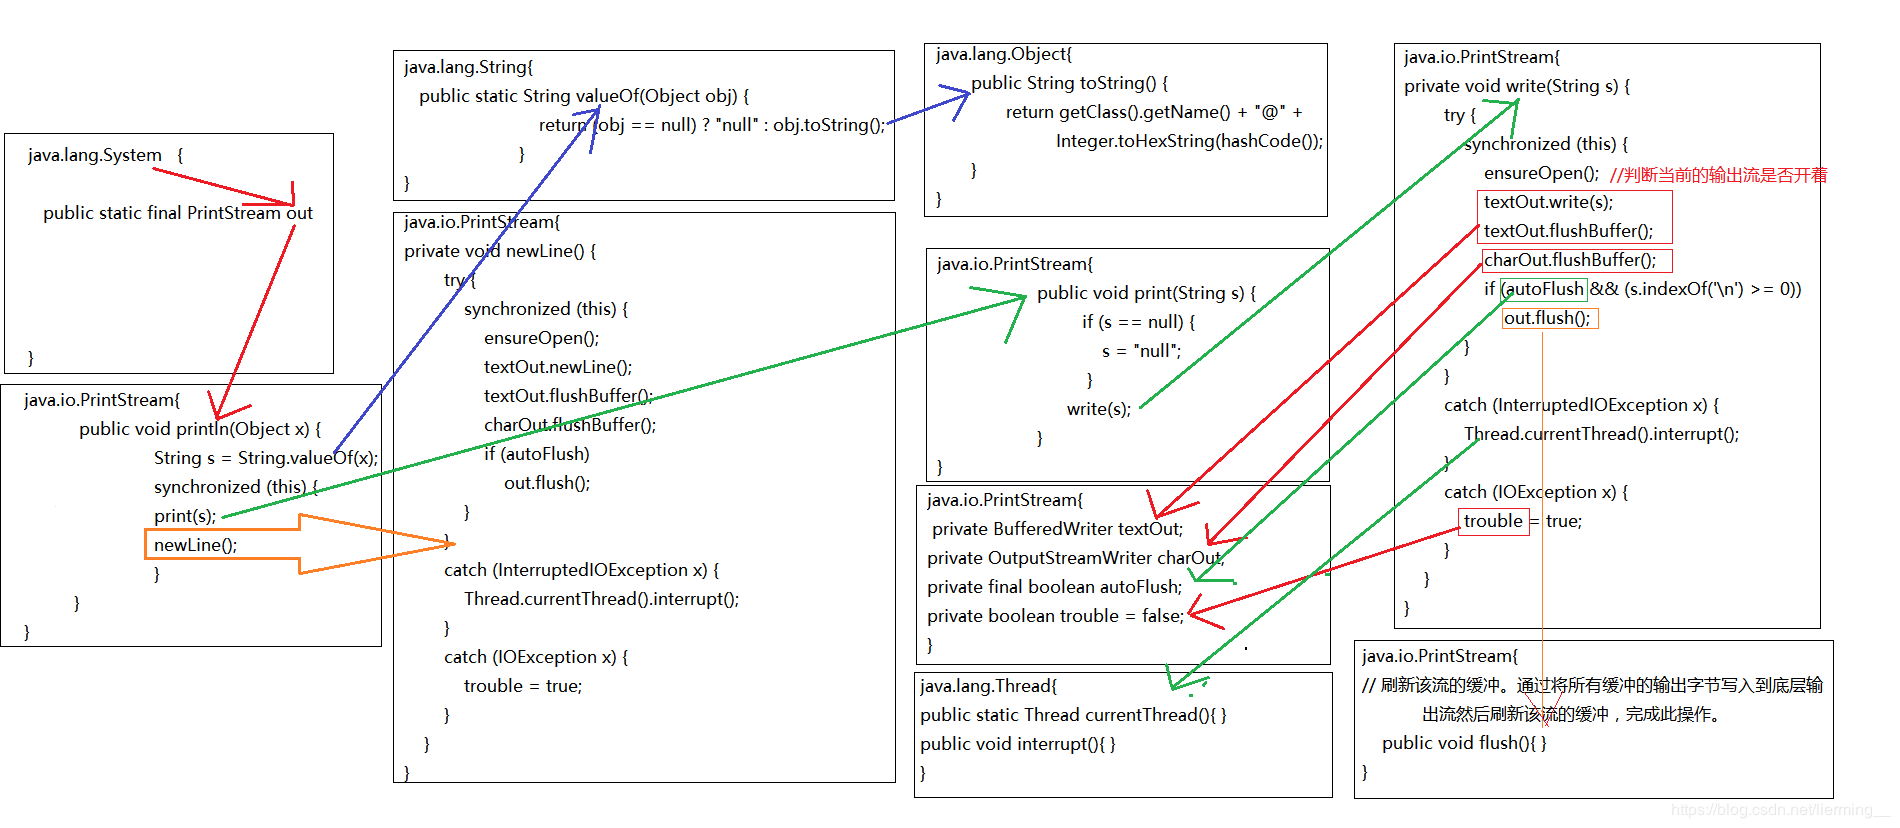 java.lang.System {
public static final PrintStream out
}
java.io.PrintStream{
public void println(Object x) {
String s = String.valueOf(x);
synchronized (this) {
print(s);
newLine();
}
}
}
java.lang.String{
public static String valueOf(Object obj) {
return (obj == null) ? "null" : obj.toString();
}
}
java.io.PrintStream{
private void newLine() {
try {
synchronized (this) {
ensureOpen();
textOut.newLine();
textOut.flushBuffer();
charOut.flushBuffer();
if (autoFlush)
out.flush();
}
}
catch (InterruptedIOException x) {
Thread.currentThread().interrupt();
}
catch (IOException x) {
trouble = true;
}
}
}
java.lang.Object{
public String toString() {
return getClass().getName() + "@" +
Integer.toHexString(hashCode());
}
}
java.io.PrintStream{
public void print(String s) {
if (s == null) {
s = "null";
}
write(s);
}
}
java.io.PrintStream{
private BufferedWriter textOut;
private OutputStreamWriter charOut;
private final boolean autoFlush;
private boolean trouble = false;
}
java.lang.Thread{
public static Thread currentThread(){ }
public void interrupt(){ }
}
java.io.PrintStream{
private void write(String s) {
try {
synchronized (this) {
ensureOpen(); //判断当前的输出流是否开着
textOut.write(s);
textOut.flushBuffer();
charOut.flushBuffer();
if (autoFlush && (s.indexOf('\n') >= 0))
out.flush();
}
}
catch (InterruptedIOException x) {
Thread.currentThread().interrupt();
}
catch (IOException x) {
trouble = true;
}
}
}
java.io.PrintStream{
// 刷新该流的缓冲。通过将所有缓冲的输出字节写入到底层输
出流然后刷新该流的缓冲，完成此操作。
public void flush(){ }
}
https://blog.csdn.net/lierming__